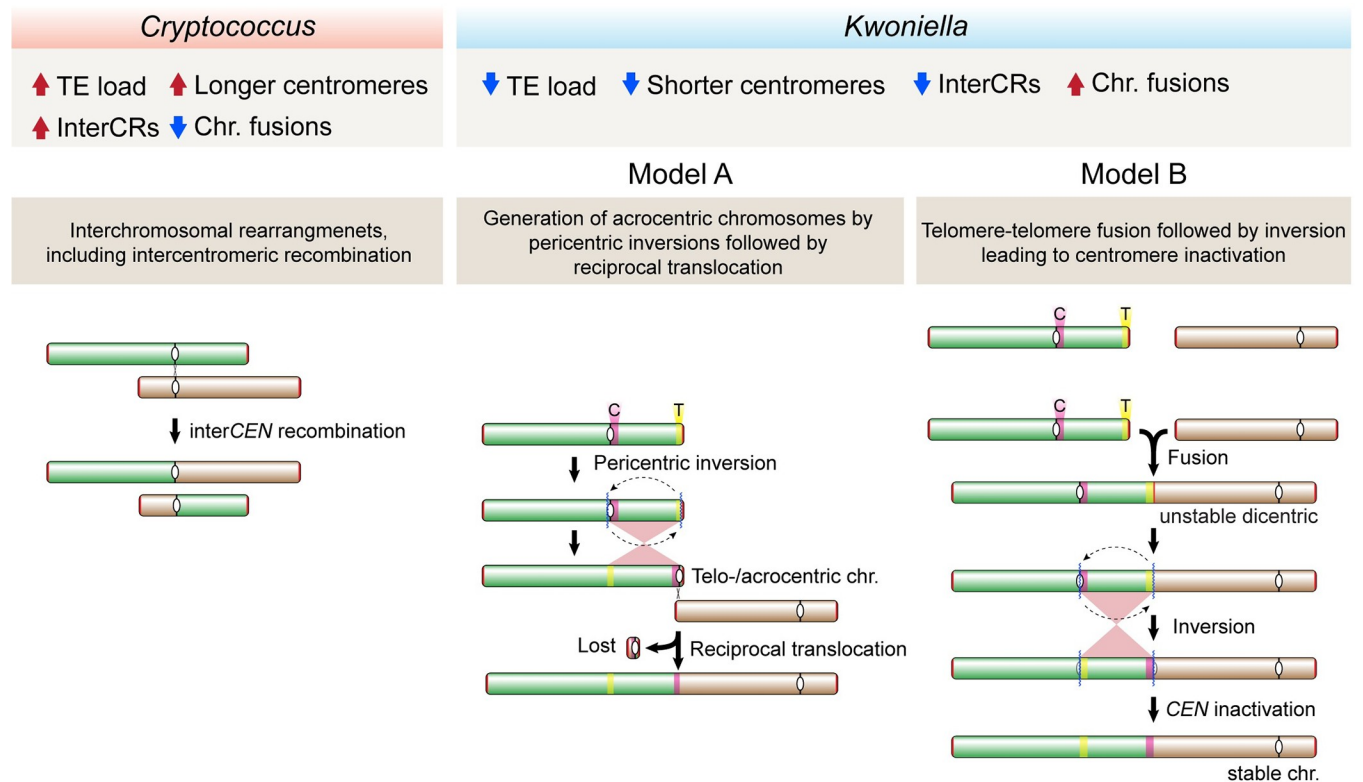 Cryptococcus
TE load
Longer centromeres
InterCRs
Chr. fusions
Interchromosomal rearrangmenets,
including intercentromeric recombination
interCEN recombination
Kwoniella
TE load
Shorter centromeres
InterCRs
Chr. fusions
Model A
Generation of acrocentric chromosomes by
pericentric inversions followed by
reciprocal translocation
C
T
Pericentric inversion
Telo-/acrocentric chr.
Lost
Reciprocal translocation
Model B
Telomere-telomere fusion followed by inversion
leading to centromere inactivation
C
T
C
T
Fusion
unstable dicentric
Inversion
CEN inactivation
stable chr.